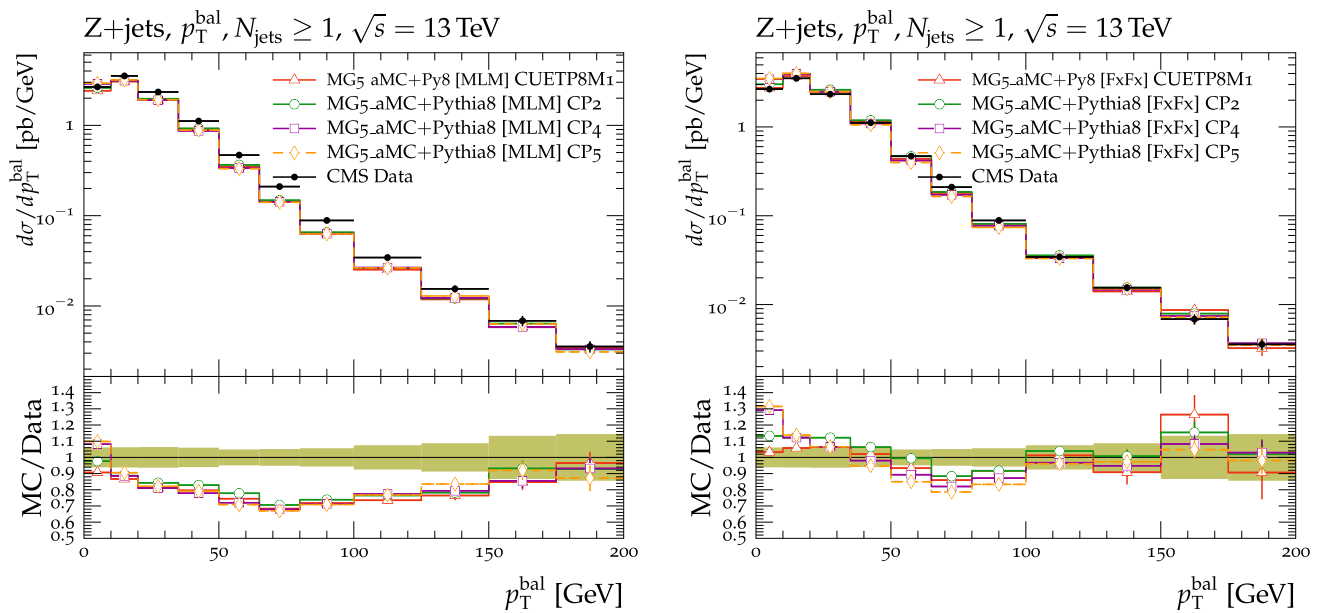 Z+jets, p_T^bal, N_jets ≥ 1, √s = 13 TeV
dσ/dp_T^bal [pb/GeV]
1
10^−1
10^−2
MG5 aMC+Py8 [MLM] CUETP8M1
MG5_aMC+Pythia8 [MLM] CP2
MG5_aMC+Pythia8 [MLM] CP4
MG5_aMC+Pythia8 [MLM] CP5
CMS Data
MC/Data
1.4
1.3
1.2
1.1
1
0.9
0.8
0.7
0.6
0.5
0 50 100 150 200
p_T^bal [GeV]
Z+jets, p_T^bal, N_jets ≥ 1, √s = 13 TeV
dσ/dp_T^bal [pb/GeV]
1
10^−1
10^−2
MG5_aMC+Py8 [FxFx] CUETP8M1
MG5_aMC+Pythia8 [FxFx] CP2
MG5_aMC+Pythia8 [FxFx] CP4
MG5_aMC+Pythia8 [FxFx] CP5
CMS Data
MC/Data
1.4
1.3
1.2
1.1
1
0.9
0.8
0.7
0.6
0.5
0 50 100 150 200
p_T^bal [GeV]